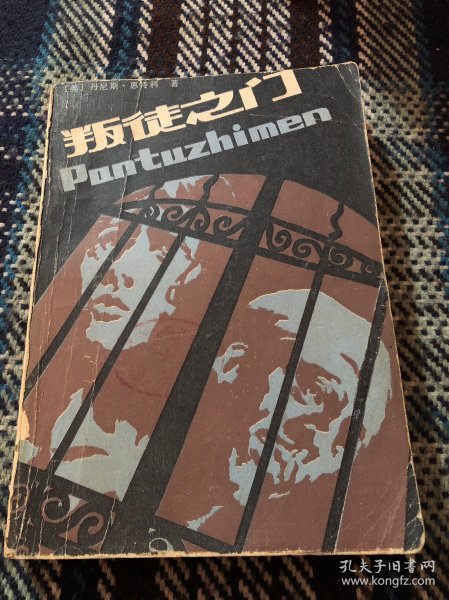 〔英〕丹尼斯·惠特利 著
叛徒之门
Pantuzhimen
孔夫子旧书网
www.kongfz.com